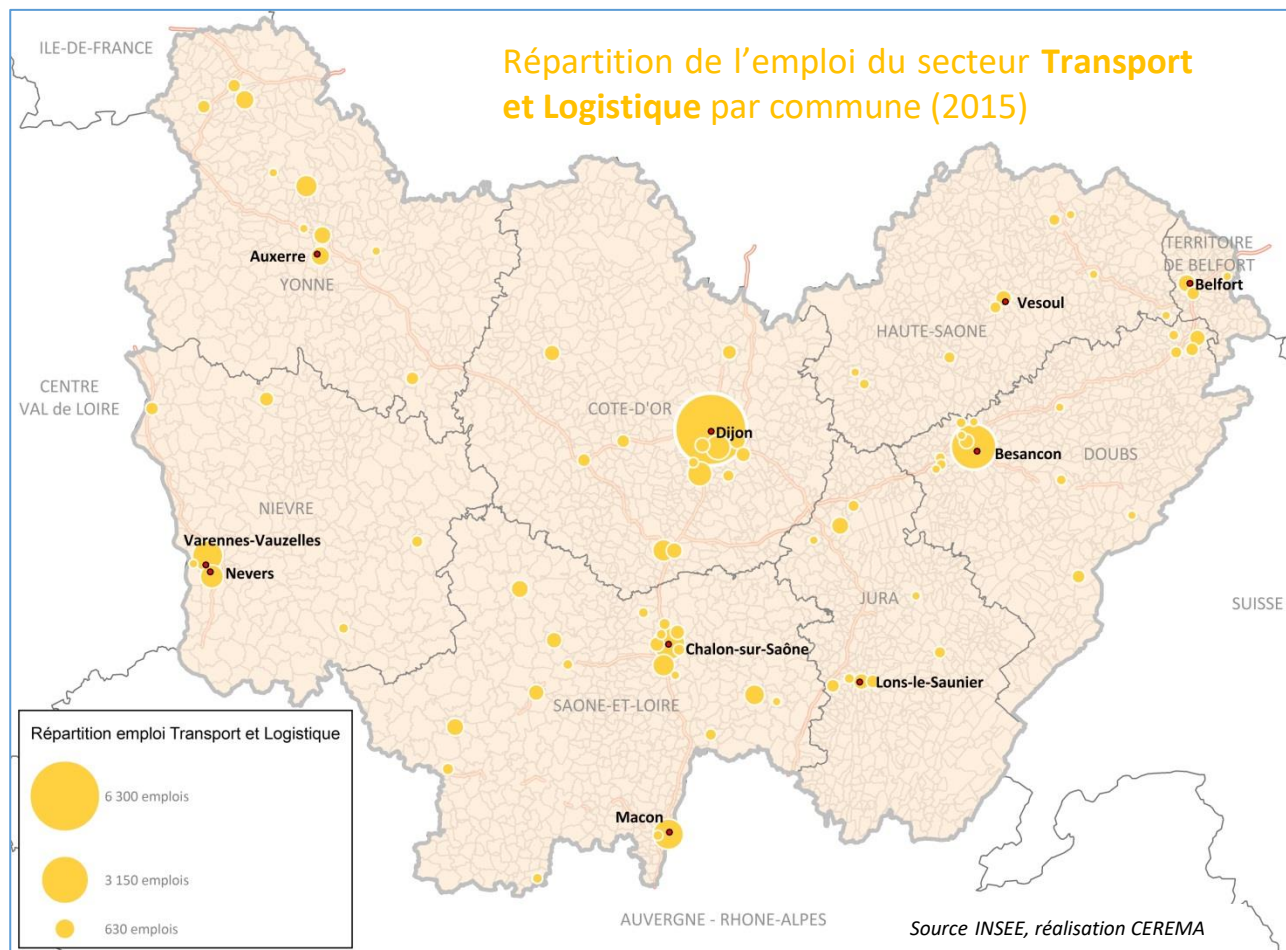 Répartition de l'emploi du secteur Transport
et Logistique par commune (2015)
ILE-DE-FRANCE
Auxerre
YONNE
TERRITOIRE
DE BELFORT
Belfort
Vesoul
HAUTE-SAONE
CENTRE
VAL de LOIRE
COTE-D'OR
Dijon
Besancon
DOUBS
NIEVRE
Varennes-Vauzelles
Nevers
JURA
SUISSE
Chalon-sur-Saône
Lons-le-Saunier
SAONE-ET-LOIRE
Répartition emploi Transport et Logistique
6 300 emplois
3 150 emplois
630 emplois
Macon
AUVERGNE - RHONE-ALPES
Source INSEE, réalisation CEREMA